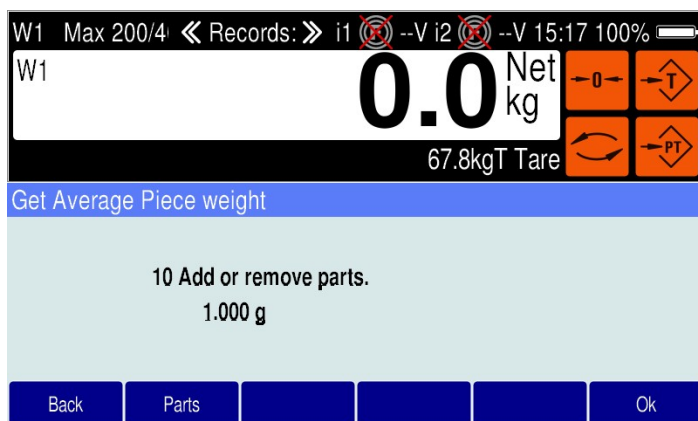 W1 Max 200/4 ≪ Records: ≫ i1 --V i2 --V 15:17 100%
W1
0.0 Net kg
→0← →T
→PT
67.8kgT Tare
Get Average Piece weight
10 Add or remove parts.
1.000 g
Back Parts Ok